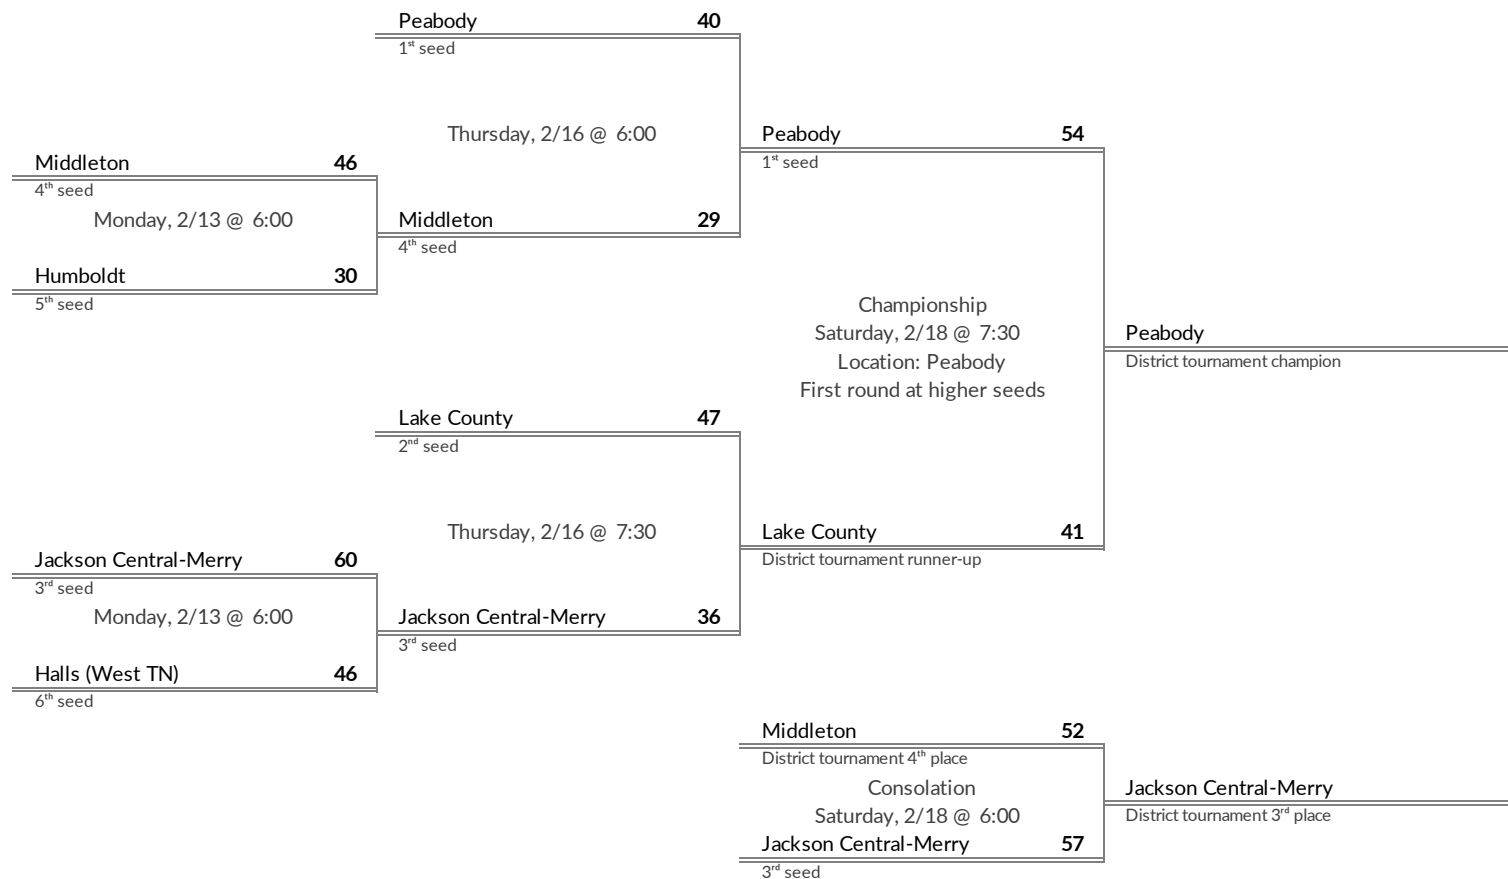 Peabody 40
1st seed
Thursday, 2/16 @ 6:00
Peabody 54
1st seed
Middleton 46
4th seed
Monday, 2/13 @ 6:00
Middleton 29
4th seed
Humboldt 30
5th seed
Championship
Saturday, 2/18 @ 7:30
Location: Peabody
First round at higher seeds
Peabody
District tournament champion
Lake County 47
2nd seed
Thursday, 2/16 @ 7:30
Lake County 41
District tournament runner-up
Jackson Central-Merry 60
3rd seed
Monday, 2/13 @ 6:00
Jackson Central-Merry 36
3rd seed
Halls (West TN) 46
6th seed
Middleton 52
District tournament 4th place
Consolation
Saturday, 2/18 @ 6:00
Jackson Central-Merry
District tournament 3rd place
Jackson Central-Merry 57
3rd seed